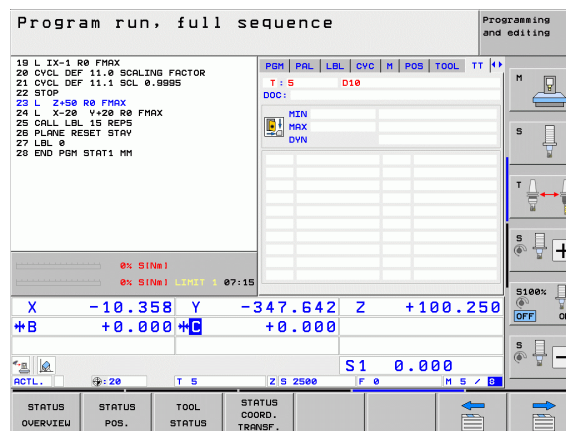 Program run, full sequence
Programming
and editing
19 L IX-1 R0 FMAX
20 CYCL DEF 11.0 SCALING FACTOR
21 CYCL DEF 11.1 SCL 0.9995
22 STOP
23 L Z+50 R0 FMAX
24 L X-20 Y+20 R0 FMAX
25 CALL LBL 15 REP5
26 PLANE RESET STAY
27 LBL 0
28 END PGM STAT1 MM
PGM PAL LBL CYC M POS TOOL TT
T : 5 D10
DOC:
MIN
MAX
DYN
0% S[Nm]
0% S[Nm] LIMIT 1 07:15
X -10.358 Y -347.642 Z +100.250
B +0.000 C +0.000
S1 0.000
ACTL. : 20 T 5 Z S 2500 F 0 M 5 / 8
M
S
T
S
S100%
OFF
S
STATUS
OVERVIEW
STATUS
POS.
TOOL
STATUS
STATUS
COORD.
TRANSF.